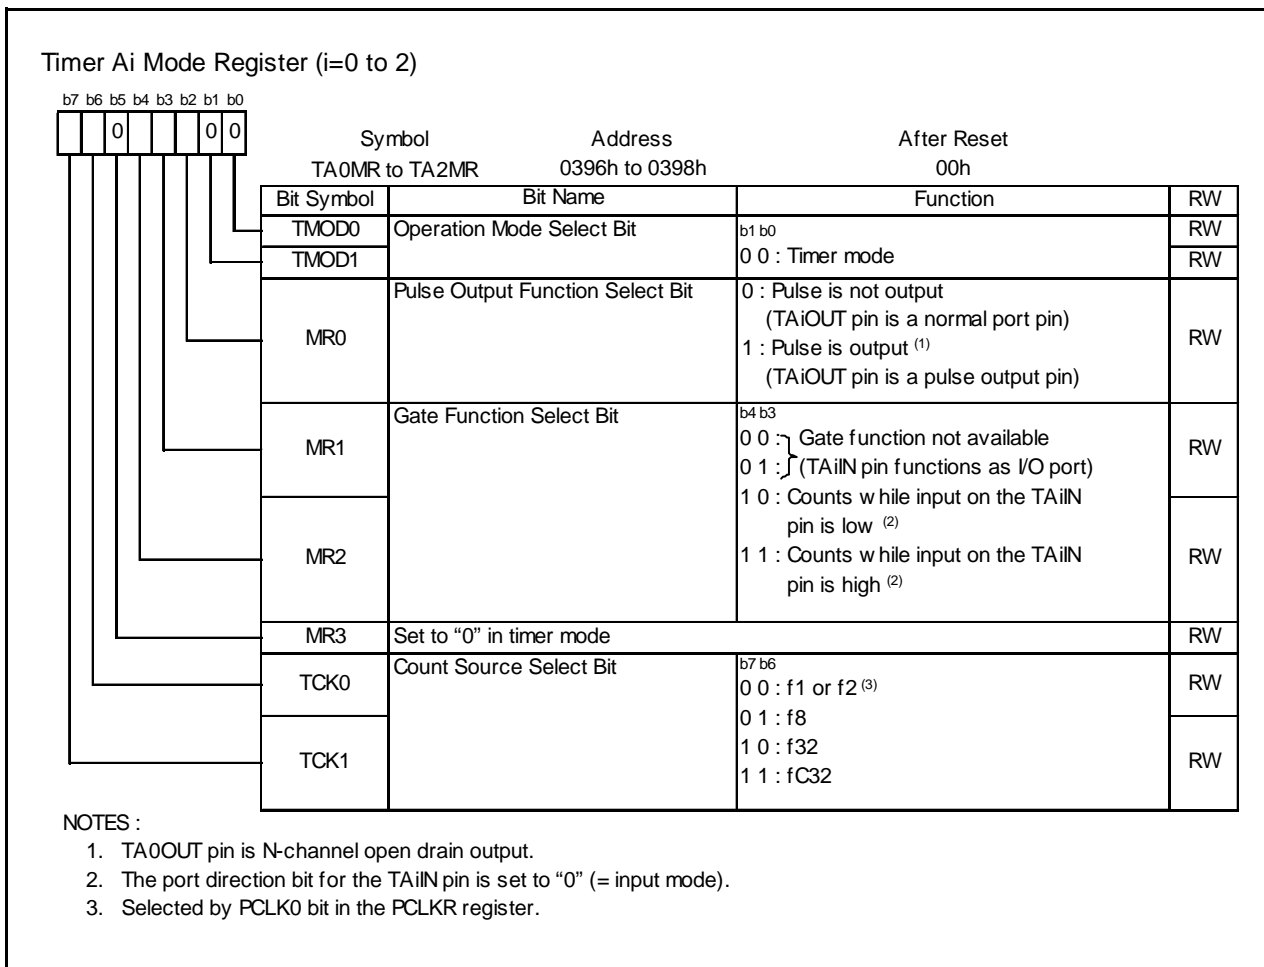 Timer Ai Mode Register (i=0 to 2)
b7 b6 b5 b4 b3 b2 b1 b0
0 0 0
Symbol Address After Reset
TA0MR to TA2MR 0396h to 0398h 00h
Bit Symbol Bit Name Function RW
TMOD0 Operation Mode Select Bit b1 b0 RW
TMOD1 0 0 : Timer mode RW
MR0 Pulse Output Function Select Bit 0 : Pulse is not output RW
(TAiOUT pin is a normal port pin)
1 : Pulse is output (1)
(TAiOUT pin is a pulse output pin)
MR1 Gate Function Select Bit b4 b3 RW
0 0 : Gate function not available
0 1 : (TAiIN pin functions as I/O port)
1 0 : Counts while input on the TAiIN
pin is low (2)
MR2 1 1 : Counts while input on the TAiIN RW
pin is high (2)
MR3 Set to “0” in timer mode RW
TCK0 Count Source Select Bit b7 b6 RW
0 0 : f1 or f2 (3)
0 1 : f8
TCK1 1 0 : f32 RW
1 1 : fC32
NOTES :
1. TA0OUT pin is N-channel open drain output.
2. The port direction bit for the TAiIN pin is set to “0” (= input mode).
3. Selected by PCLK0 bit in the PCLKR register.